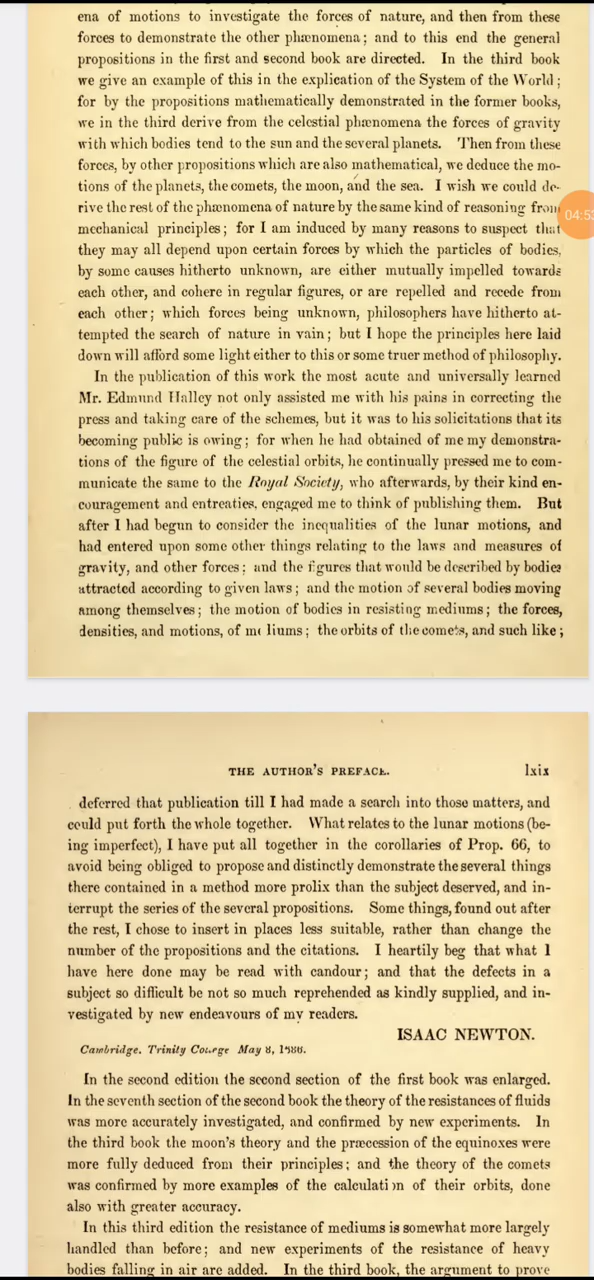 ena of motions to investigate the forces of nature, and then from these
forces to demonstrate the other phænomena; and to this end the general
propositions in the first and second book are directed. In the third book
we give an example of this in the explication of the System of the World;
for by the propositions mathematically demonstrated in the former books,
we in the third derive from the celestial phænomena the forces of gravity
with which bodies tend to the sun and the several planets. Then from these
forces, by other propositions which are also mathematical, we deduce the mo-
tions of the planets, the comets, the moon, and the sea. I wish we could de-
rive the rest of the phænomena of nature by the same kind of reasoning from
04:53
mechanical principles; for I am induced by many reasons to suspect that
they may all depend upon certain forces by which the particles of bodies,
by some causes hitherto unknown, are either mutually impelled towards
each other, and cohere in regular figures, or are repelled and recede from
each other; which forces being unknown, philosophers have hitherto at-
tempted the search of nature in vain; but I hope the principles here laid
down will afford some light either to this or some truer method of philosophy.
In the publication of this work the most acute and universally learned
Mr. Edmund Halley not only assisted me with his pains in correcting the
press and taking care of the schemes, but it was to his solicitations that its
becoming public is owing; for when he had obtained of me my demonstra-
tions of the figure of the celestial orbits, he continually pressed me to com-
municate the same to the Royal Society, who afterwards, by their kind en-
couragement and entreaties, engaged me to think of publishing them. But
after I had begun to consider the inequalities of the lunar motions, and
had entered upon some other things relating to the laws and measures of
gravity, and other forces; and the figures that would be described by bodies
attracted according to given laws; and the motion of several bodies moving
among themselves; the motion of bodies in resisting mediums; the forces,
densities, and motions, of mediums; the orbits of the comets, and such like;
THE AUTHOR'S PREFACE. lxix
deferred that publication till I had made a search into those matters, and
could put forth the whole together. What relates to the lunar motions (be-
ing imperfect), I have put all together in the corollaries of Prop. 66, to
avoid being obliged to propose and distinctly demonstrate the several things
there contained in a method more prolix than the subject deserved, and in-
terrupt the series of the several propositions. Some things, found out after
the rest, I chose to insert in places less suitable, rather than change the
number of the propositions and the citations. I heartily beg that what I
have here done may be read with candour; and that the defects in a
subject so difficult be not so much reprehended as kindly supplied, and in-
vestigated by new endeavours of my readers.
ISAAC NEWTON.
Cambridge. Trinity College May 8, 1686.
In the second edition the second section of the first book was enlarged.
In the seventh section of the second book the theory of the resistances of fluids
was more accurately investigated, and confirmed by new experiments. In
the third book the moon's theory and the præcession of the equinoxes were
more fully deduced from their principles; and the theory of the comets
was confirmed by more examples of the calculation of their orbits, done
also with greater accuracy.
In this third edition the resistance of mediums is somewhat more largely
handled than before; and new experiments of the resistance of heavy
bodies falling in air are added. In the third book, the argument to prove